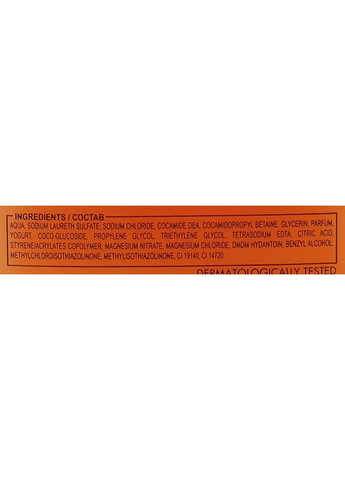 INGREDIENTS / СОСТАВ
AQUA, SODIUM LAURETH SULFATE, SODIUM CHLORIDE, COCAMIDE DEA, COCAMIDOPROPYL BETAINE, GLYCERIN, PARFUM,
YOGURT, COCO-GLUCOSIDE, PROPYLENE GLYCOL, TRIETHYLENE GLYCOL, TETRASODIUM EDTA, CITRIC ACID,
STYRENE/ACRYLATES COPOLYMER, MAGNESIUM NITRATE, MAGNESIUM CHLORIDE, DMDM HYDANTOIN, BENZYL ALCOHOL,
METHYLCHLOROISOTHIAZOLINONE, METHYLISOTHIAZOLINONE, CI 19140, CI 14720.
DERMATOLOGICALLY TESTED